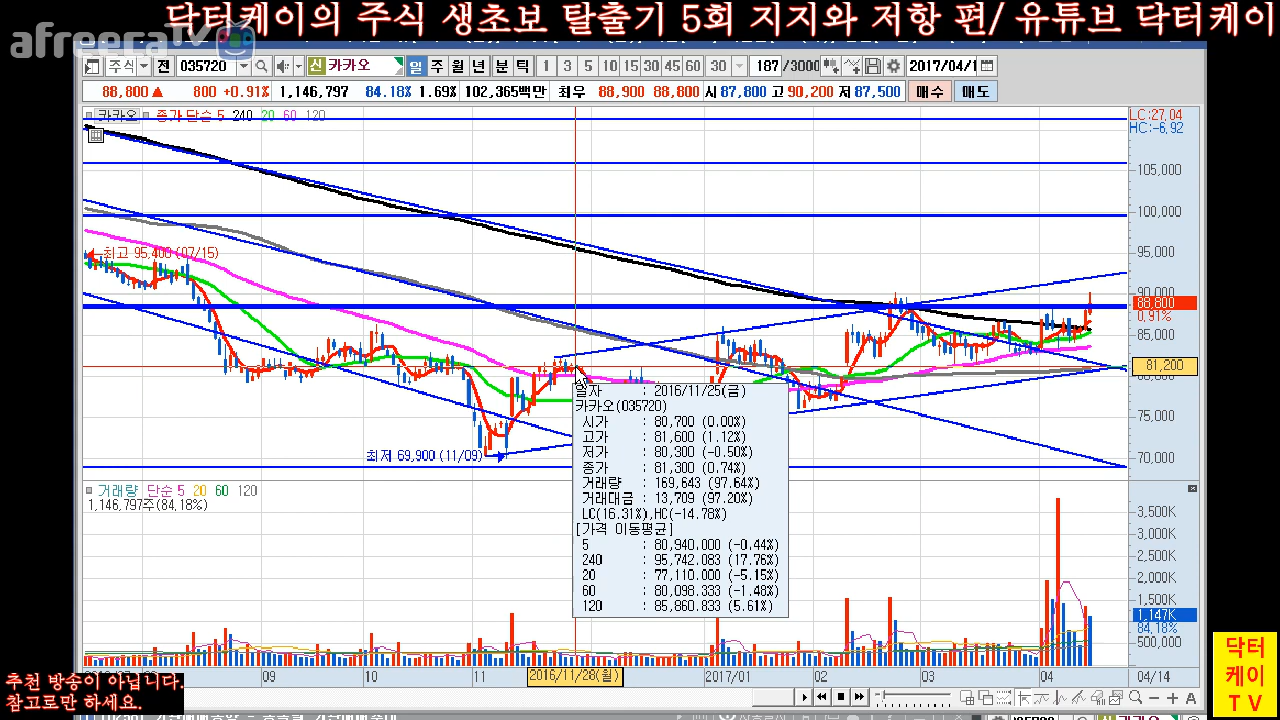 닥터케이의 주식 생초보 탈출기 5회 지지와 저항 편/ 유튜브 닥터케이
afreecaTV
주식 전 035720 신 카카오 일 주 월 년 분 틱 1 3 5 10 15 30 45 60 30 187 /3000 2017/04/1
88,800▲ 800 +0.91% 1,146,797 84.18% 1.69% 102,365백만 최우 88,900 88,800 시 87,800 고 90,200 저 87,500 매수 매도
카카오 종가 단순 5 240 20 60 120
LC:27.04
HC:-6.92
105,000
100,000
최고 95,400 (07/15)
95,000
90,000
88,800
0.91%
85,000
81,200
80,000
75,000
최저 69,900 (11/09)
70,000
일자 : 2016/11/25(금)
카카오(035720)
시가 : 80,700 (0.00%)
고가 : 81,600 (1.12%)
저가 : 80,300 (-0.50%)
종가 : 81,300 (0.74%)
거래량 : 169,643 (97.64%)
거래대금 : 13,709 (97.20%)
LC(16.31%),HC(-14.78%)
[가격 이동평균]
5 : 80,940.000 (-0.44%)
240 : 95,742.083 (17.76%)
20 : 77,110.000 (-5.15%)
60 : 80,098.333 (-1.48%)
120 : 85,860.833 (5.61%)
거래량 단순 5 20 60 120
1,146,797주(84.18%)
3,500K
3,000K
2,500K
2,000K
1,500K
1,147K
84.18%
500,000
09 10 11 2016/11/28(월) 2017/01 02 03 04 04/14
추천 방송이 아닙니다.
참고로만 하세요.
닥터
케이
TV